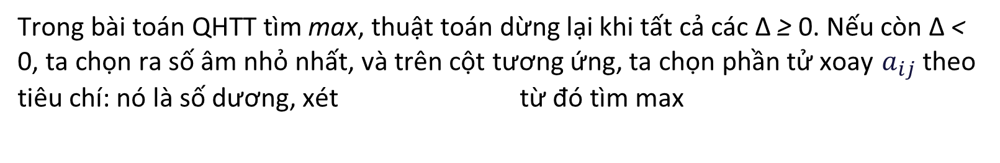 Trong bài toán QHTT tìm max, thuật toán dừng lại khi tất cả các Δ ≥ 0. Nếu còn Δ <
0, ta chọn ra số âm nhỏ nhất, và trên cột tương ứng, ta chọn phần tử xoay a_{ij} theo
tiêu chí: nó là số dương, xét từ đó tìm max